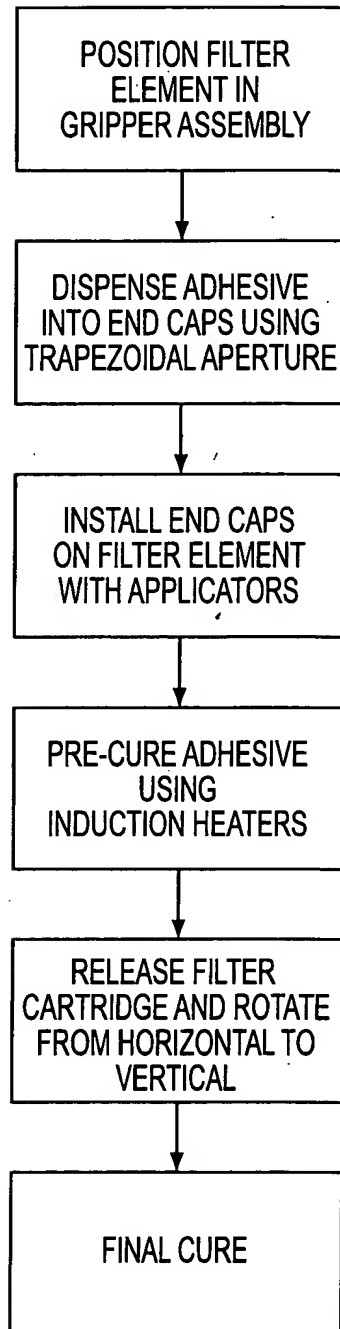 POSITION FILTER
ELEMENT IN
GRIPPER ASSEMBLY
DISPENSE ADHESIVE
INTO END CAPS USING
TRAPEZOIDAL APERTURE
INSTALL END CAPS
ON FILTER ELEMENT
WITH APPLICATORS
PRE-CURE ADHESIVE
USING
INDUCTION HEATERS
RELEASE FILTER
CARTRIDGE AND ROTATE
FROM HORIZONTAL TO
VERTICAL
FINAL CURE